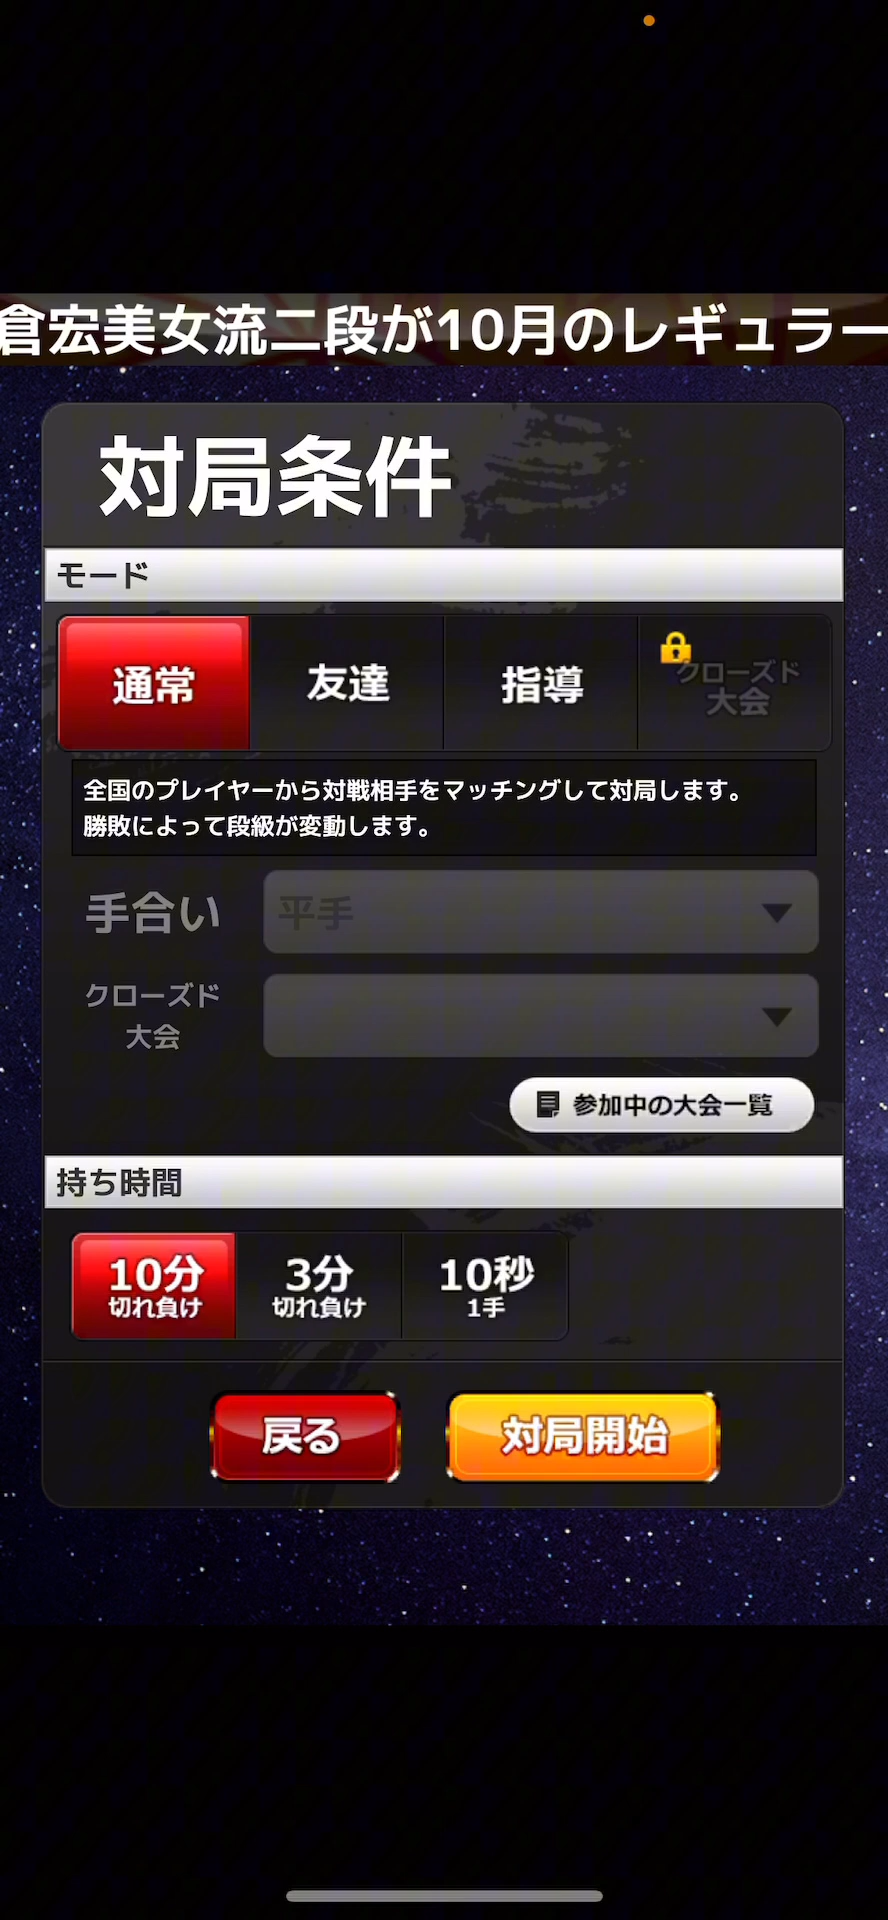 倉宏美女流二段が10月のレギュラー
対局条件
モード
通常
友達
指導
クローズド
大会
全国のプレイヤーから対戦相手をマッチングして対局します。
勝敗によって段級が変動します。
手合い
平手
クローズド
大会
参加中の大会一覧
持ち時間
10分
切れ負け
3分
切れ負け
10秒
1手
戻る
対局開始